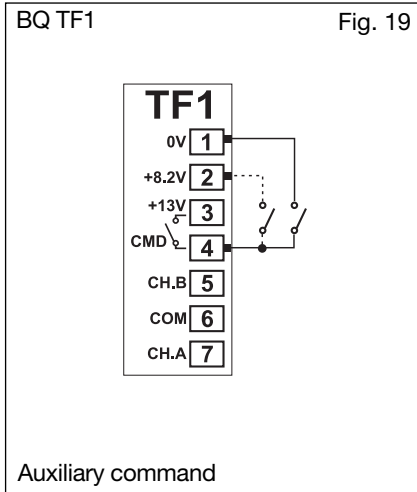 BQ TF1 Fig. 19
TF1
0V 1
+8.2V 2
+13V 3
CMD 4
CH.B 5
COM 6
CH.A 7
Auxiliary command